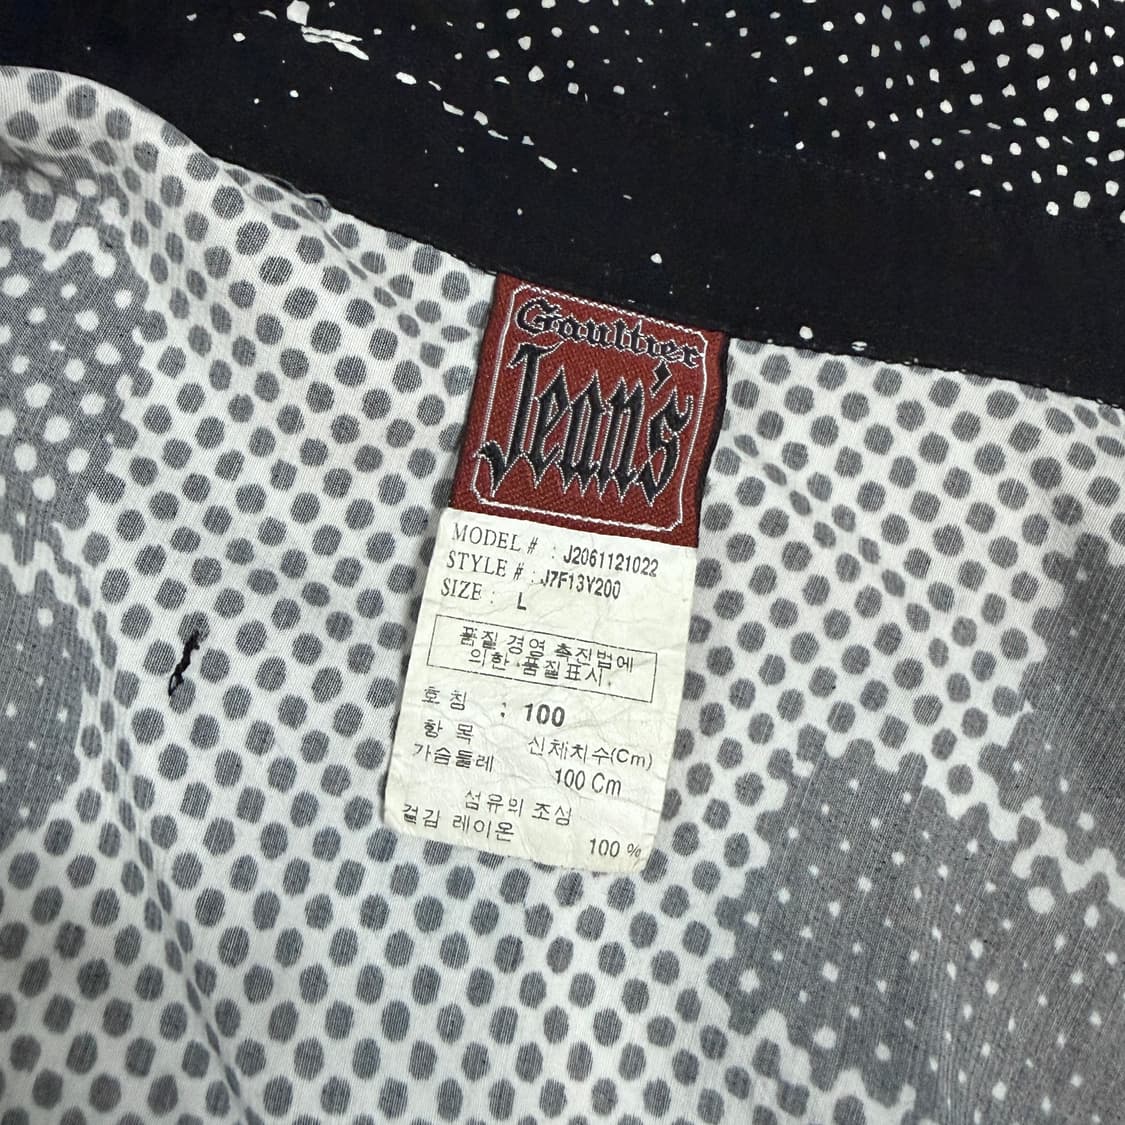 Gaultier
Jean's
MODEL # : J2061121022
STYLE # : J7F13Y200
SIZE : L
품질경영 촉진법에
의한 품질표시.
호 칭 : 100
항 목 신체치수(Cm)
가슴둘레 100 Cm
섬유의 조성
겉감 레이온 100 %